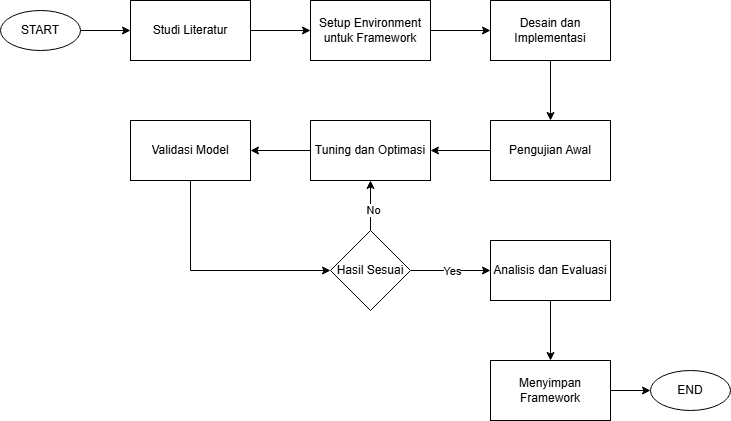 START
Studi Literatur
Setup Environment
untuk Framework
Desain dan
Implementasi
Validasi Model
Tuning dan Optimasi
Pengujian Awal
No
Hasil Sesuai
Yes
Analisis dan Evaluasi
Menyimpan
Framework
END